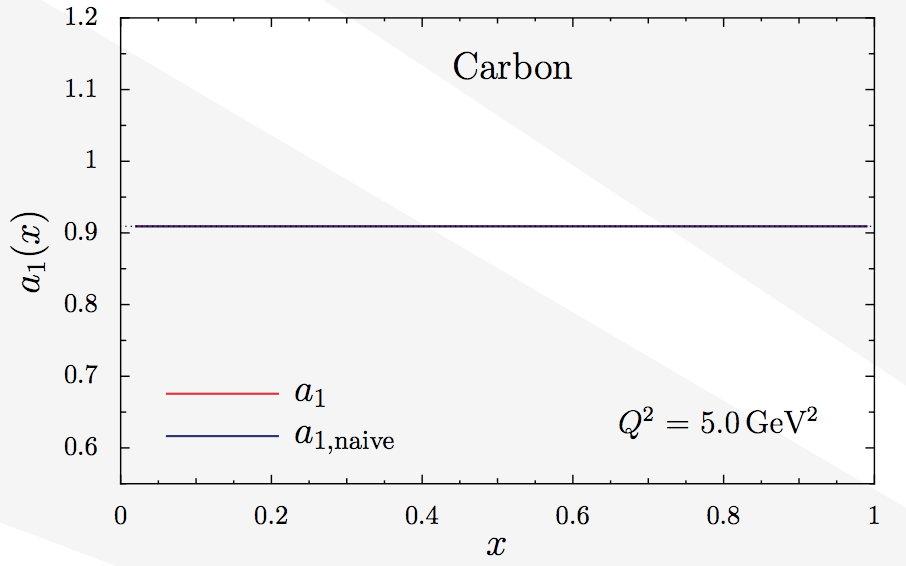 1.2
Carbon
1.1
1
0.9
a₁(x)
0.8
0.7
a₁
Q² = 5.0 GeV²
a₁,naive
0.6
0 0.2 0.4 0.6 0.8 1
x